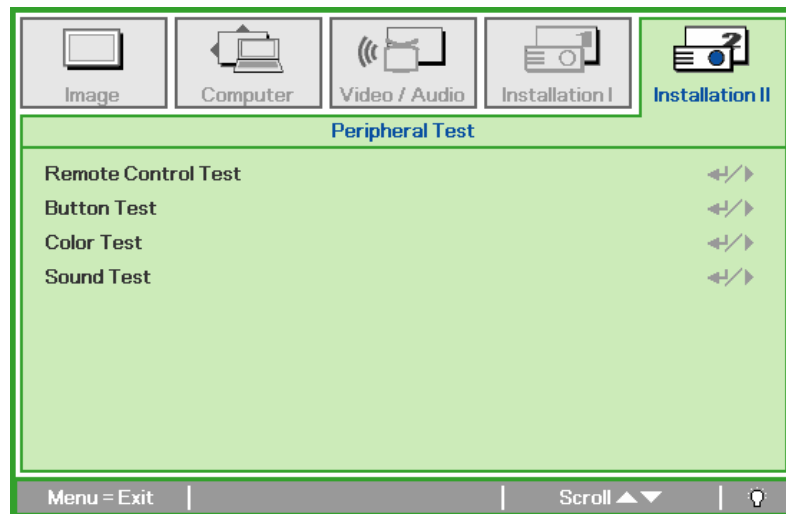 Image Computer Video / Audio Installation I Installation II
Peripheral Test
Remote Control Test
Button Test
Color Test
Sound Test
Menu = Exit Scroll